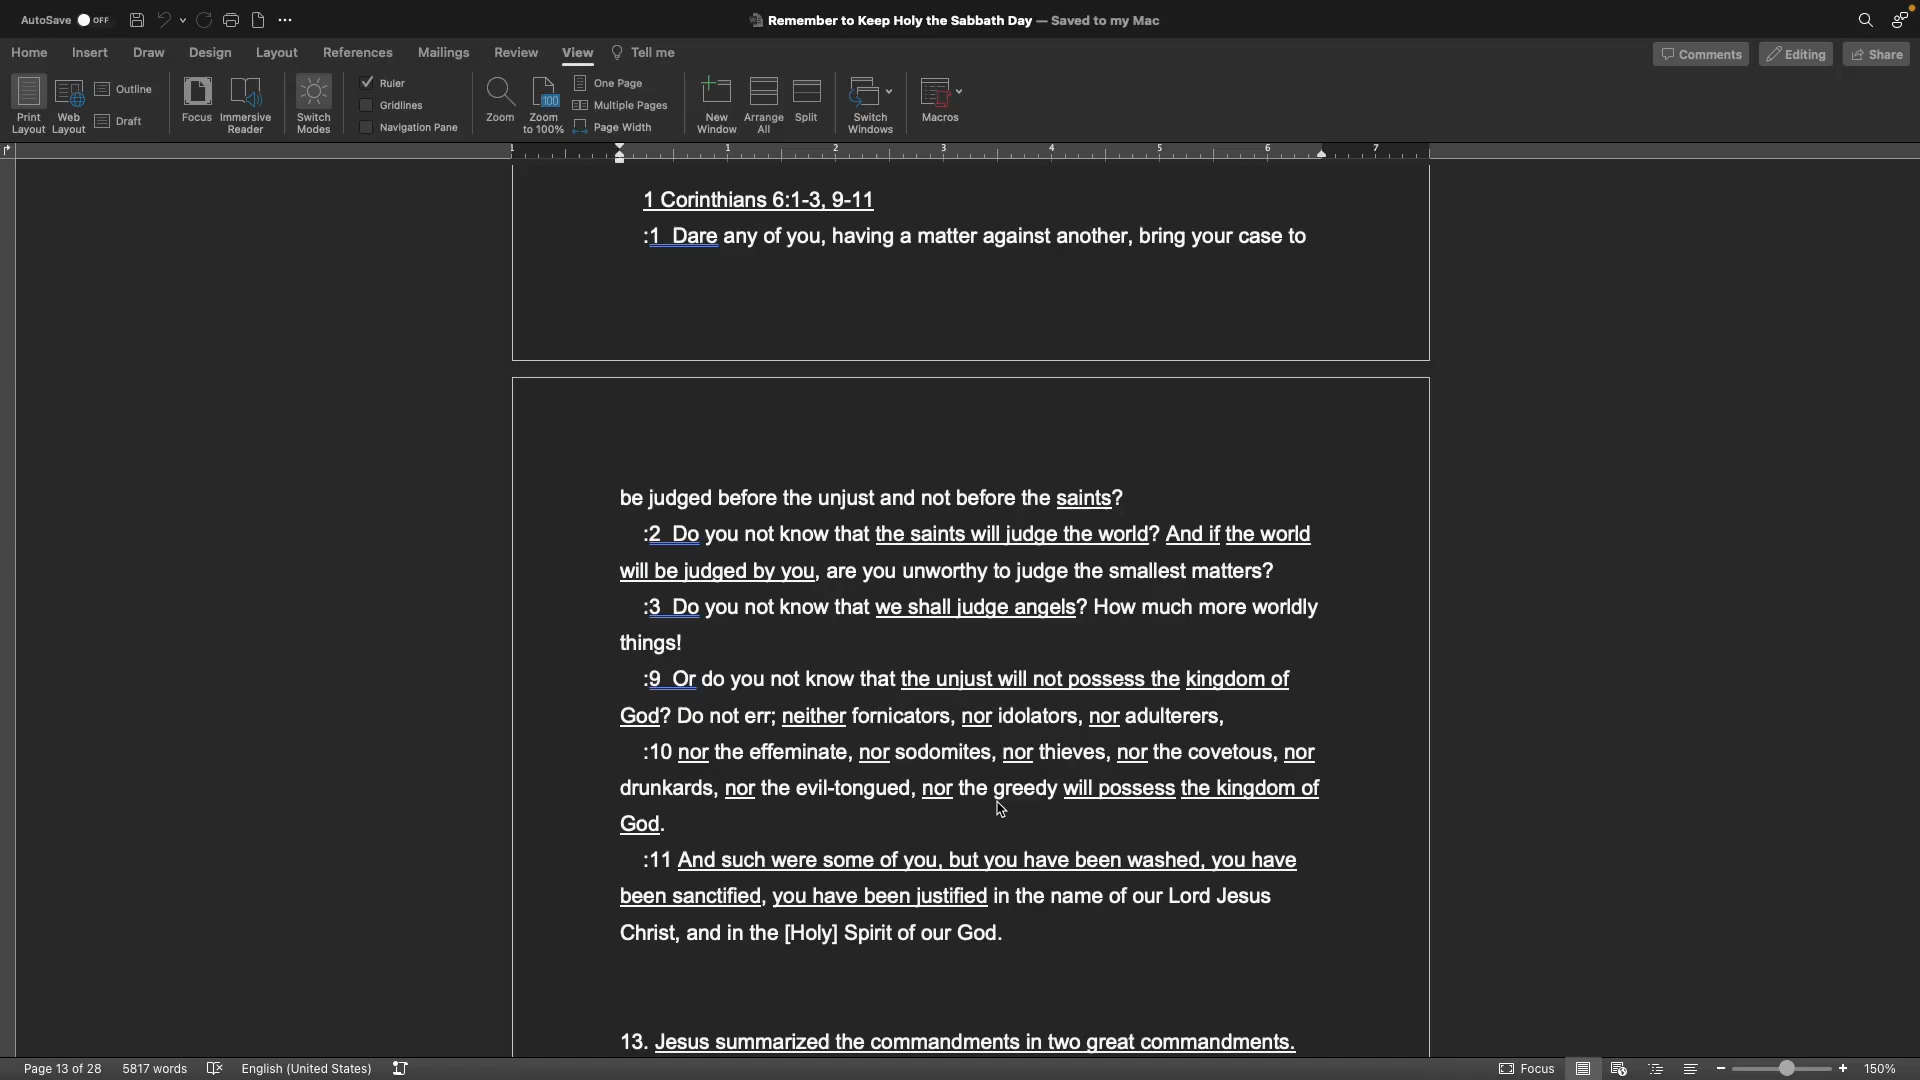 AutoSave OFF
Remember to Keep Holy the Sabbath Day — Saved to my Mac
Home Insert Draw Design Layout References Mailings Review View Tell me
Comments Editing Share
Print Layout
Web Layout
Outline
Draft
Focus
Immersive Reader
Switch Modes
Ruler
Gridlines
Navigation Pane
Zoom
100
Zoom to 100%
One Page
Multiple Pages
Page Width
New Window
Arrange All
Split
Switch Windows
Macros
1 1 2 3 4 5 6 7
1 Corinthians 6:1-3, 9-11
:1 Dare any of you, having a matter against another, bring your case to
be judged before the unjust and not before the saints?
:2 Do you not know that the saints will judge the world? And if the world
will be judged by you, are you unworthy to judge the smallest matters?
:3 Do you not know that we shall judge angels? How much more worldly
things!
:9 Or do you not know that the unjust will not possess the kingdom of
God? Do not err; neither fornicators, nor idolators, nor adulterers,
:10 nor the effeminate, nor sodomites, nor thieves, nor the covetous, nor
drunkards, nor the evil-tongued, nor the greedy will possess the kingdom of
God.
:11 And such were some of you, but you have been washed, you have
been sanctified, you have been justified in the name of our Lord Jesus
Christ, and in the [Holy] Spirit of our God.
13. Jesus summarized the commandments in two great commandments.
Page 13 of 28 5817 words English (United States) Focus 150%